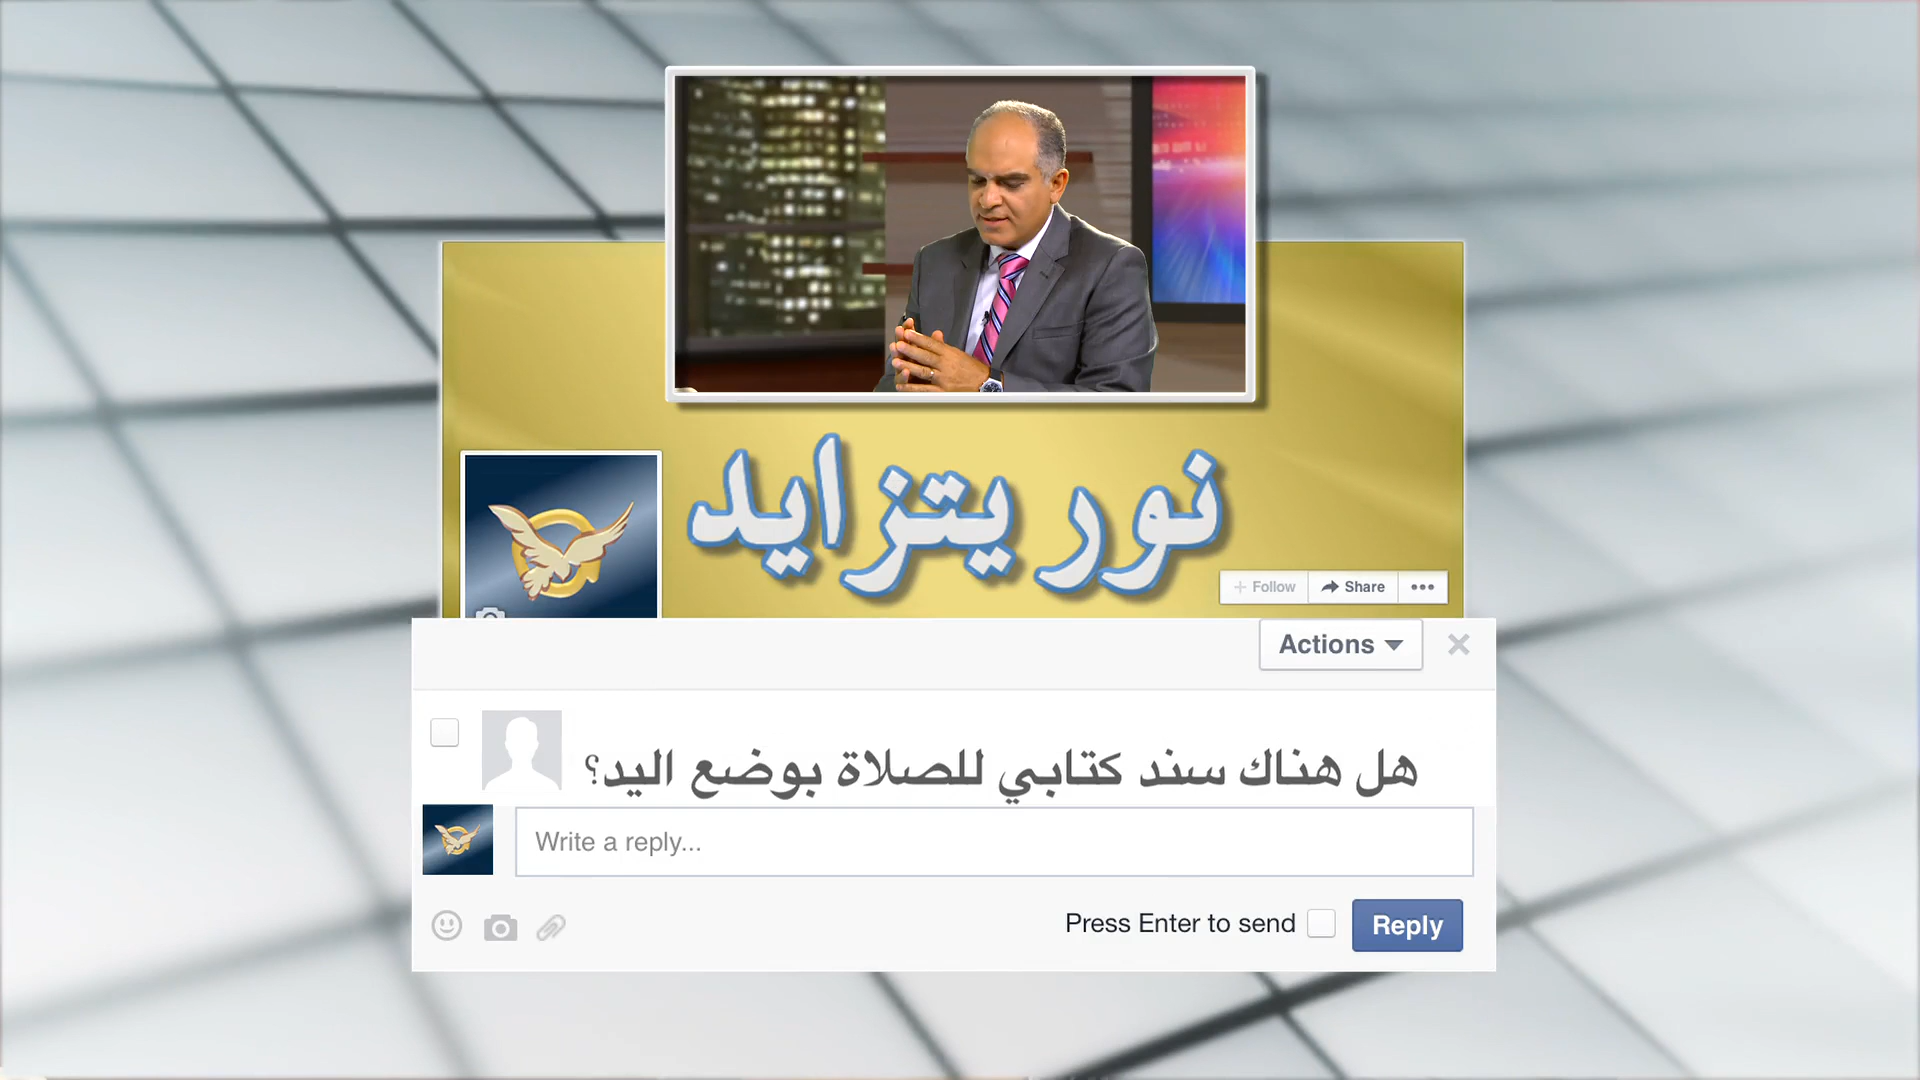 نور يتزايد
+ Follow
Share
Actions
هل هناك سند كتابي للصلاة بوضع اليد؟
Write a reply...
Press Enter to send
Reply